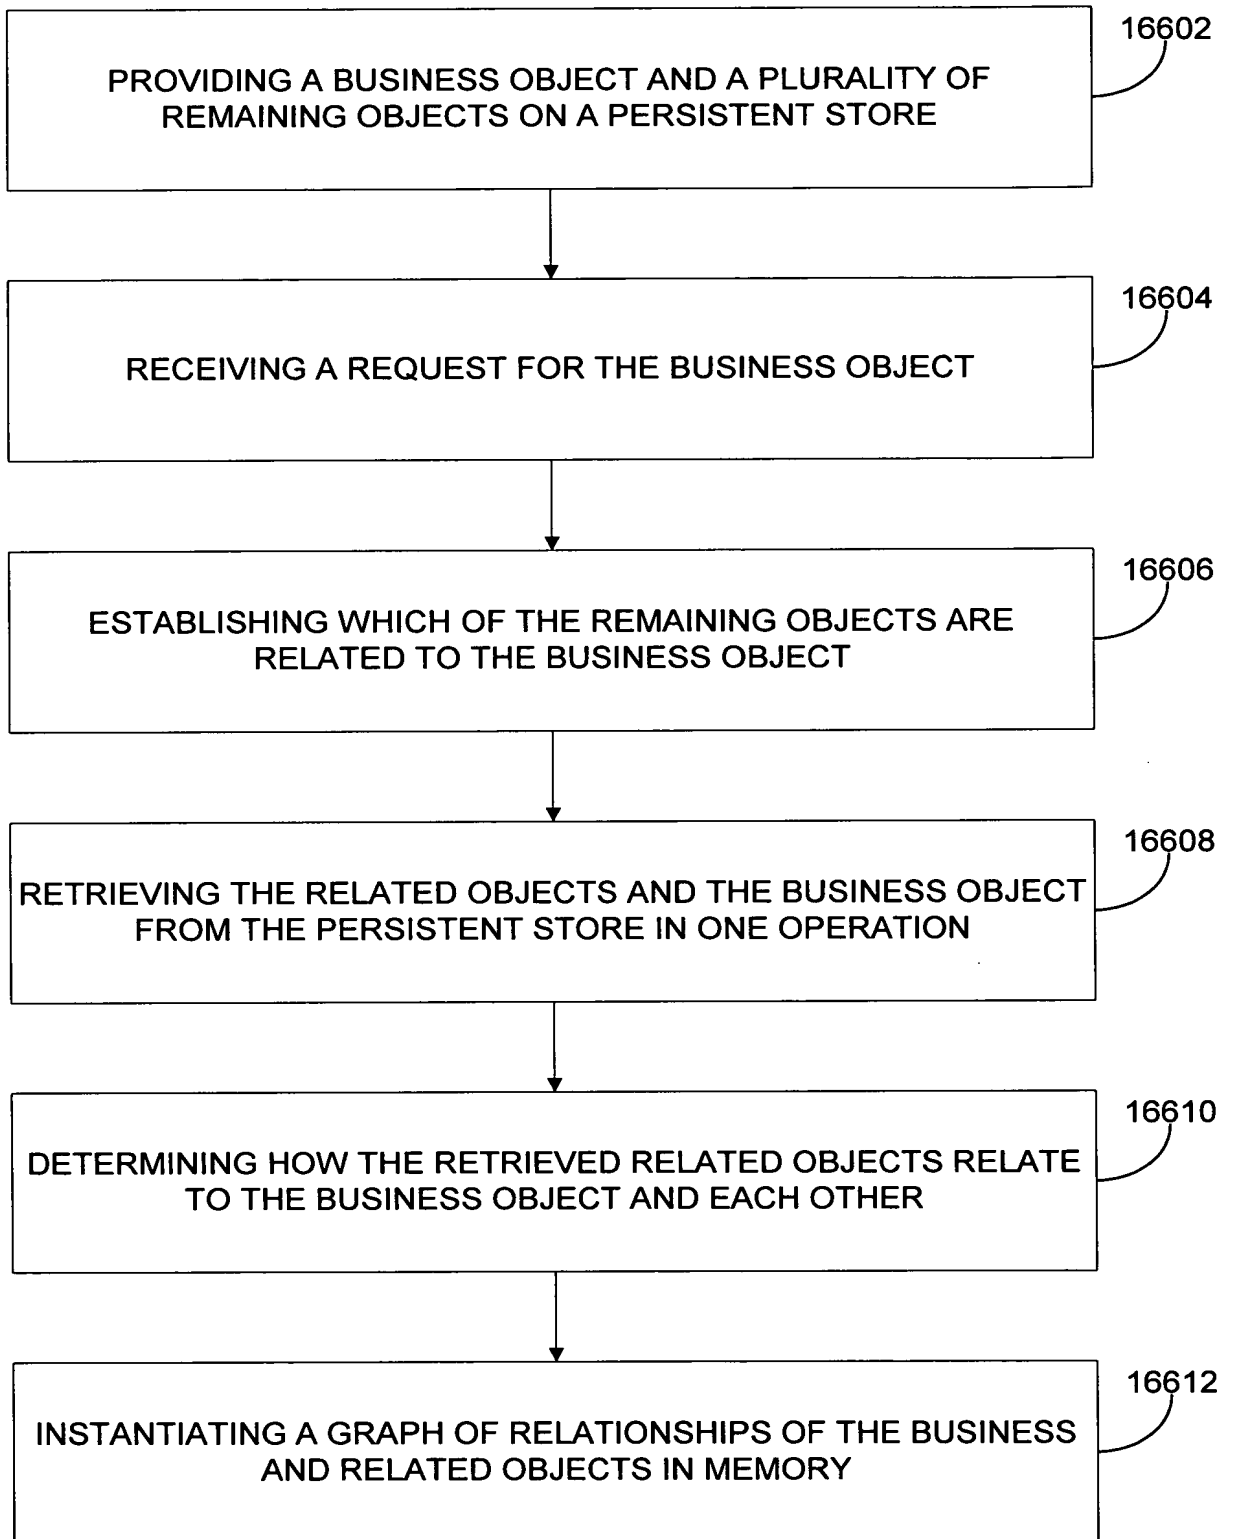 16602
PROVIDING A BUSINESS OBJECT AND A PLURALITY OF
REMAINING OBJECTS ON A PERSISTENT STORE
16604
RECEIVING A REQUEST FOR THE BUSINESS OBJECT
16606
ESTABLISHING WHICH OF THE REMAINING OBJECTS ARE
RELATED TO THE BUSINESS OBJECT
16608
RETRIEVING THE RELATED OBJECTS AND THE BUSINESS OBJECT
FROM THE PERSISTENT STORE IN ONE OPERATION
16610
DETERMINING HOW THE RETRIEVED RELATED OBJECTS RELATE
TO THE BUSINESS OBJECT AND EACH OTHER
16612
INSTANTIATING A GRAPH OF RELATIONSHIPS OF THE BUSINESS
AND RELATED OBJECTS IN MEMORY